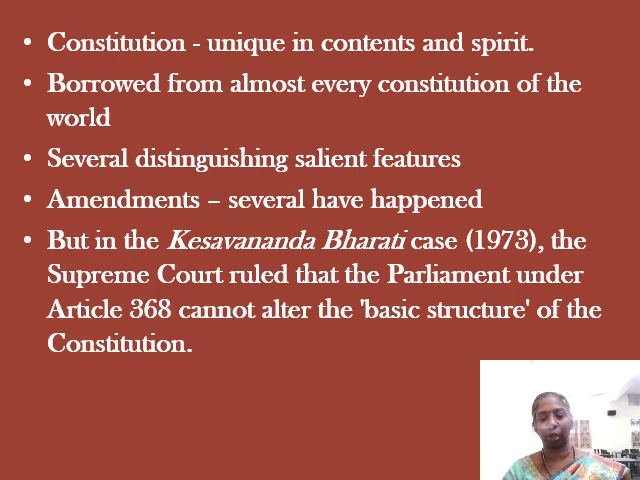 • Constitution - unique in contents and spirit.
• Borrowed from almost every constitution of the
world
• Several distinguishing salient features
• Amendments – several have happened
• But in the Kesavananda Bharati case (1973), the
Supreme Court ruled that the Parliament under
Article 368 cannot alter the 'basic structure' of the
Constitution.